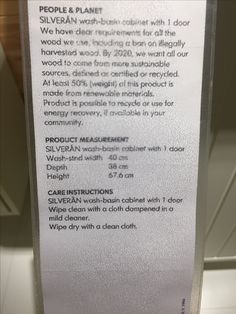 PEOPLE & PLANET
SILVERÅN wash-basin cabinet with 1 door
We have clear requirements for all the
wood we use, including a ban on illegally
harvested wood. By 2020, we want all our
wood to come from more sustainable
sources, defined as certified or recycled.
At least 50% (weight) of this product is
made from renewable materials.
Product is possible to recycle or use for
energy recovery, if available in your
community.
PRODUCT MEASUREMENT
SILVERÅN wash-basin cabinet with 1 door
Wash-stnd width 40 cm
Depth 38 cm
Height 67.6 cm
CARE INSTRUCTIONS
SILVERÅN wash-basin cabinet with 1 door
Wipe clean with a cloth dampened in a
mild cleaner.
Wipe dry with a clean cloth.